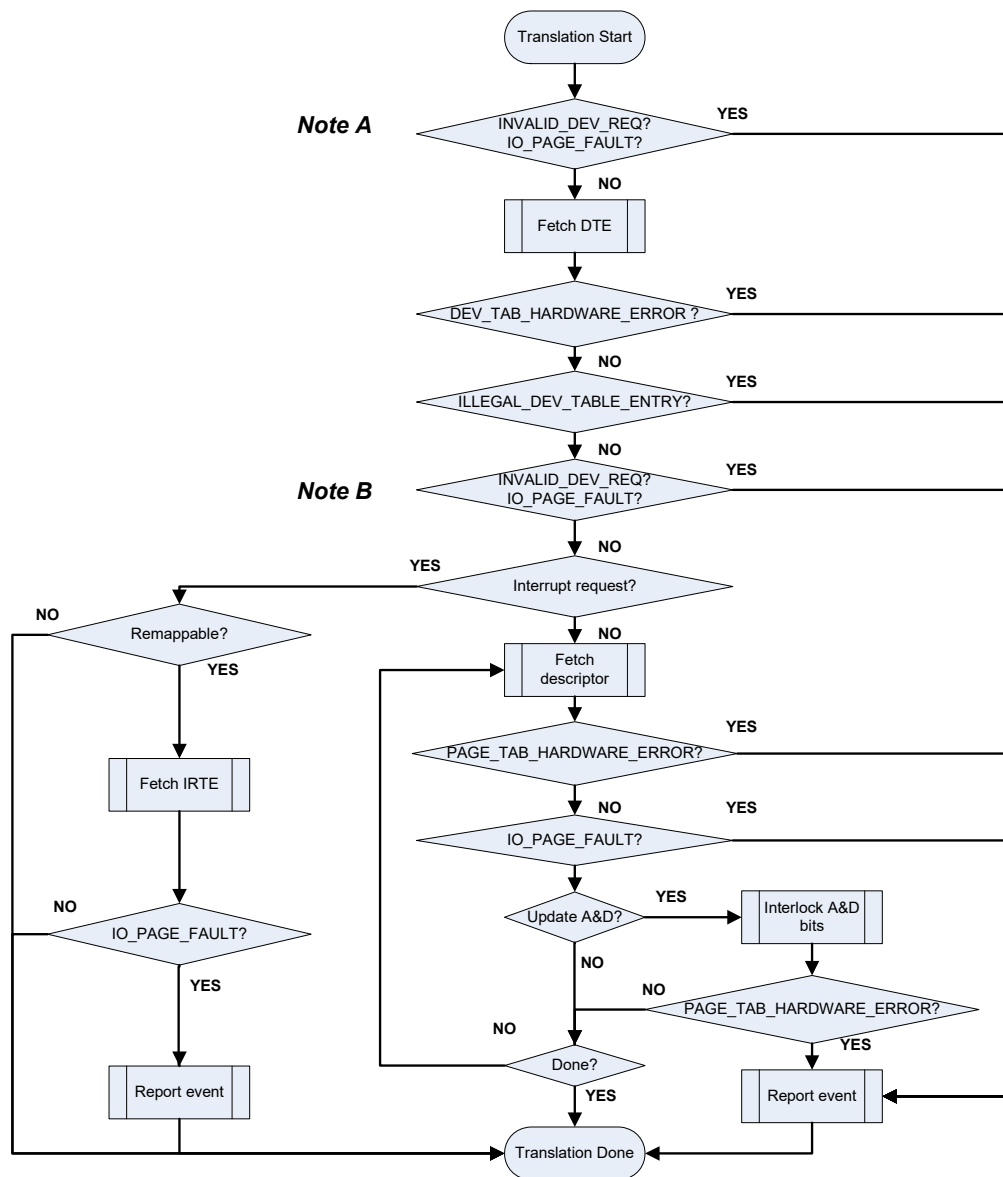 Translation Start
Note A
INVALID_DEV_REQ?
IO_PAGE_FAULT?
YES
NO
Fetch DTE
DEV_TAB_HARDWARE_ERROR ?
YES
NO
ILLEGAL_DEV_TABLE_ENTRY?
YES
NO
Note B
INVALID_DEV_REQ?
IO_PAGE_FAULT?
YES
NO
Interrupt request?
YES
NO
Remappable?
NO
YES
Fetch
descriptor
PAGE_TAB_HARDWARE_ERROR?
YES
NO
Fetch IRTE
IO_PAGE_FAULT?
YES
Update A&D?
YES
Interlock A&D
bits
NO
IO_PAGE_FAULT?
NO
YES
PAGE_TAB_HARDWARE_ERROR?
NO
YES
Done?
NO
YES
Report event
Report event
Translation Done